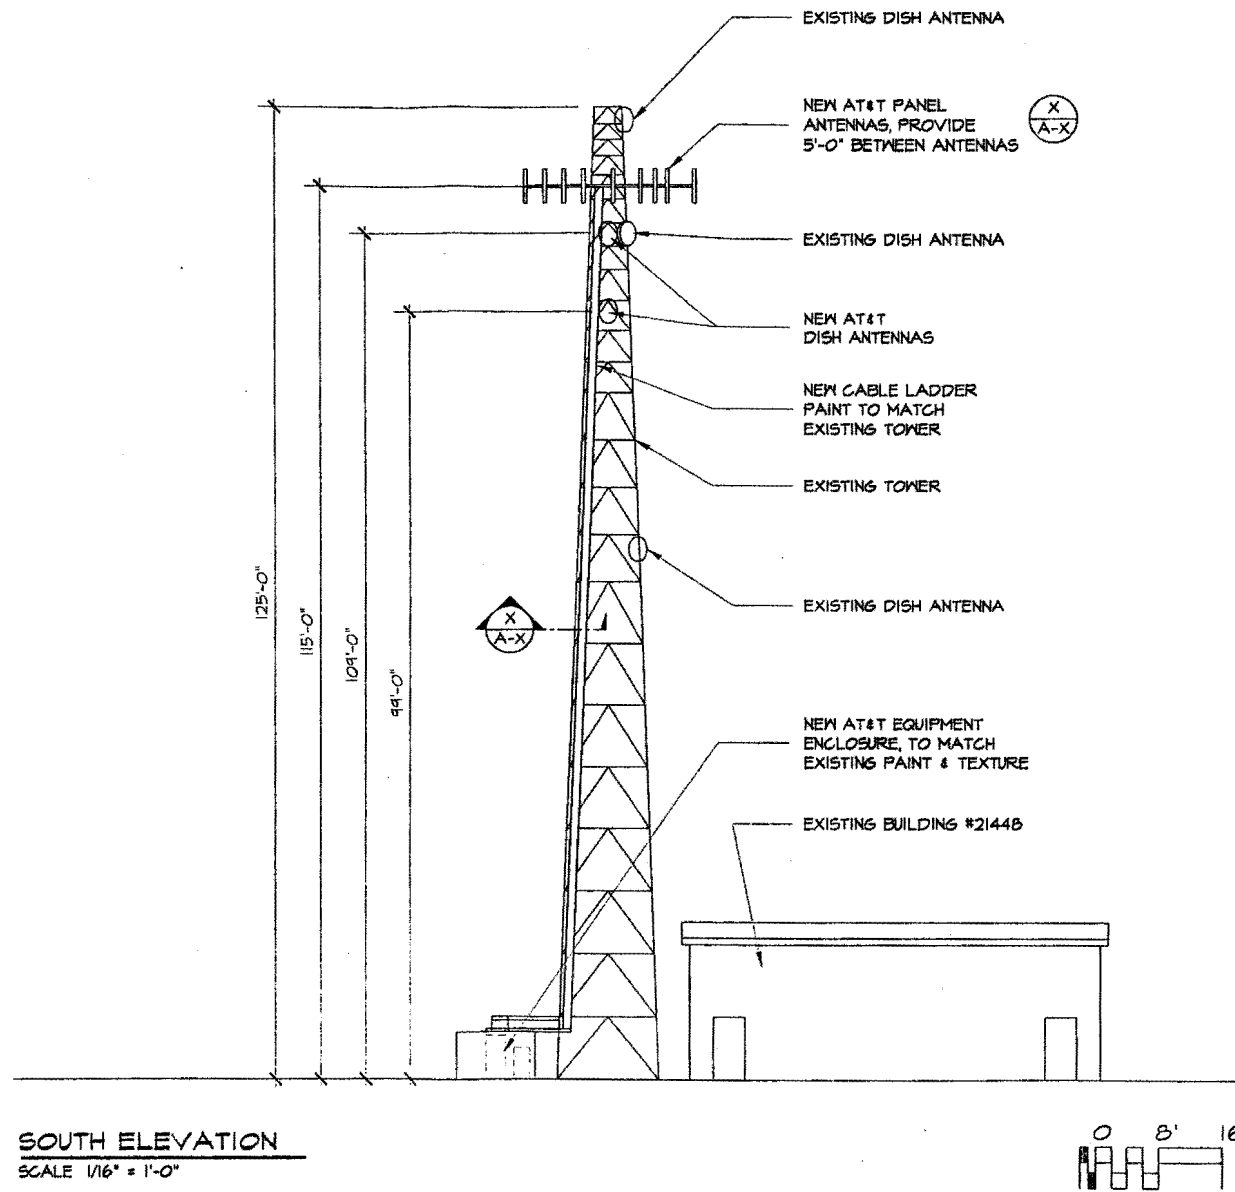 EXISTING DISH ANTENNA
NEW AT&T PANEL
ANTENNAS, PROVIDE
5'-0" BETWEEN ANTENNAS
X
A-X
EXISTING DISH ANTENNA
NEW AT&T
DISH ANTENNAS
NEW CABLE LADDER
PAINT TO MATCH
EXISTING TOWER
EXISTING TOWER
125'-0"
115'-0"
109'-0"
99'-0"
X
A-X
EXISTING DISH ANTENNA
NEW AT&T EQUIPMENT
ENCLOSURE, TO MATCH
EXISTING PAINT & TEXTURE
EXISTING BUILDING #21448
SOUTH ELEVATION
SCALE 1/16" = 1'-0"
0 8' 16